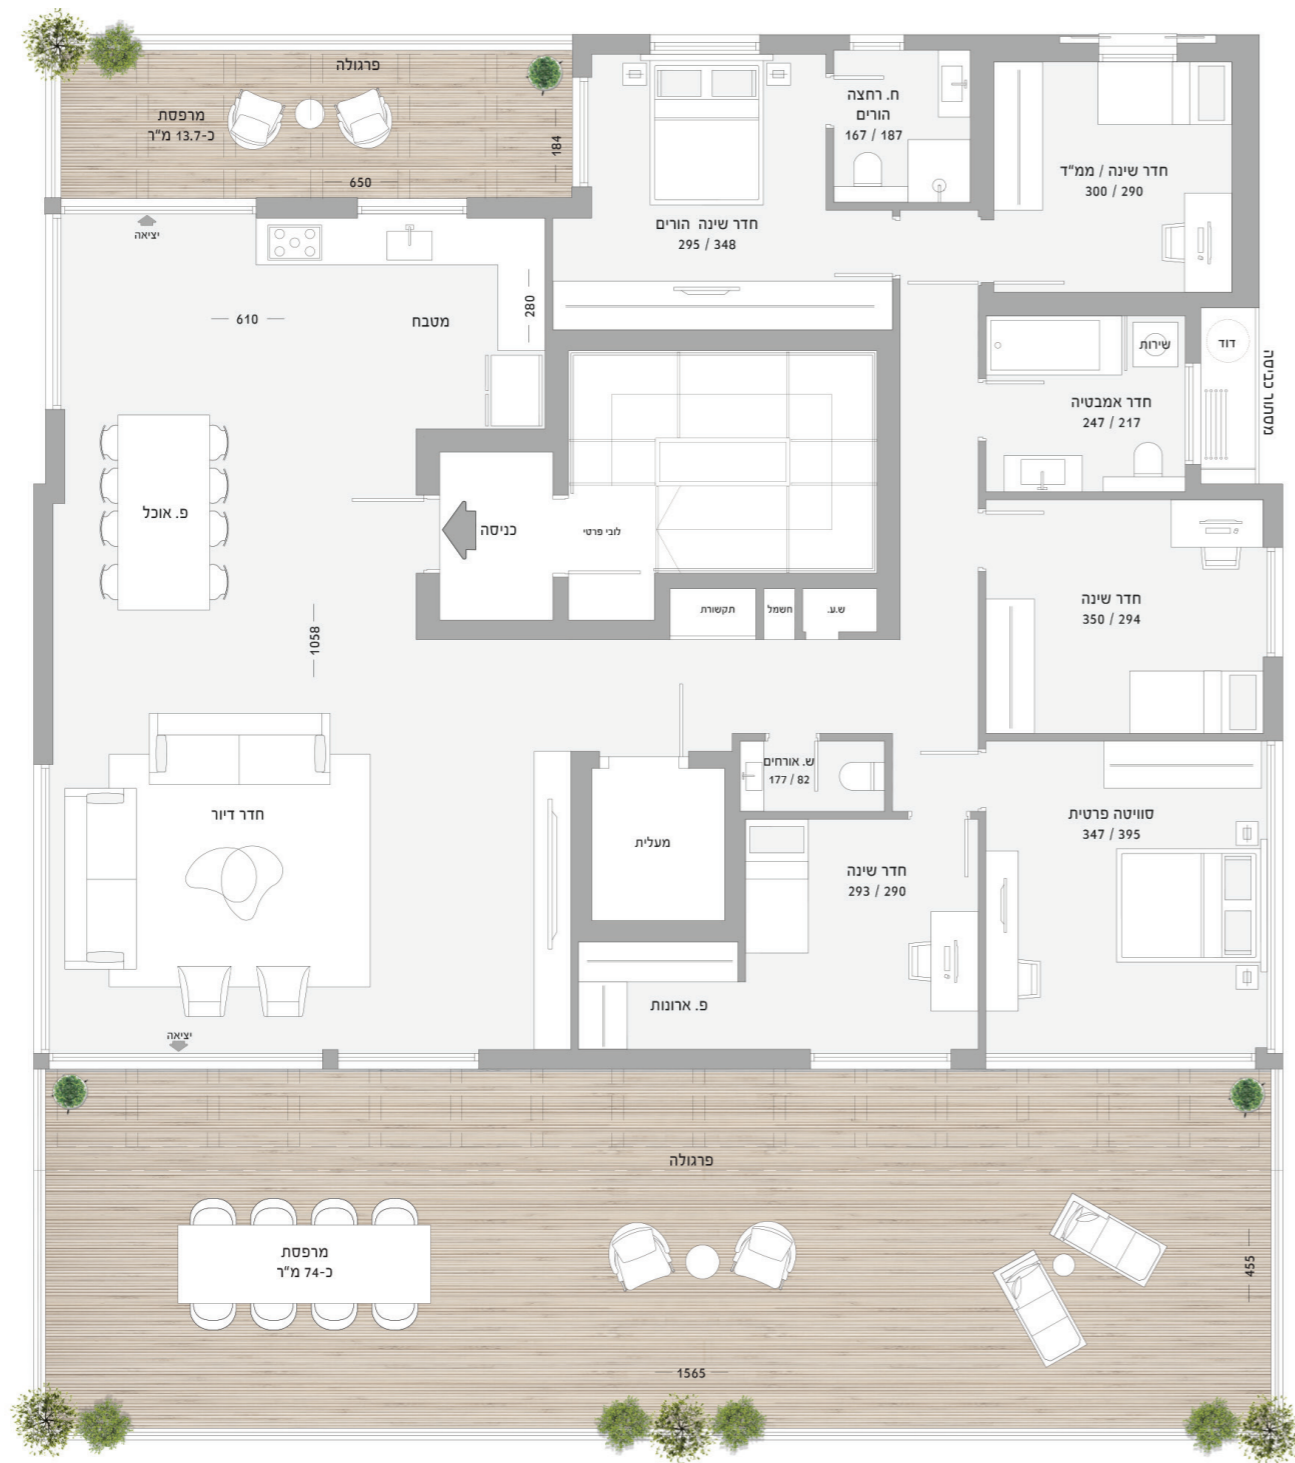 פרגולה
מרפסת
כ-13.7 מ"ר
184
650
יציאה
ח. רחצה
הורים
167 / 187
חדר שינה / ממ"ד
300 / 290
חדר שינה הורים
295 / 348
280
610
מטבח
שירות
דוד
מסתור כביסה
חדר אמבטיה
247 / 217
פ. אוכל
כניסה
לובי פרטי
תקשורת
חשמל
ש.ע.
חדר שינה
350 / 294
1058
ש. אורחים
177 / 82
חדר דיור
מעלית
סוויטה פרטית
347 / 395
חדר שינה
293 / 290
פ. ארונות
יציאה
פרגולה
מרפסת
כ-74 מ"ר
455
1565